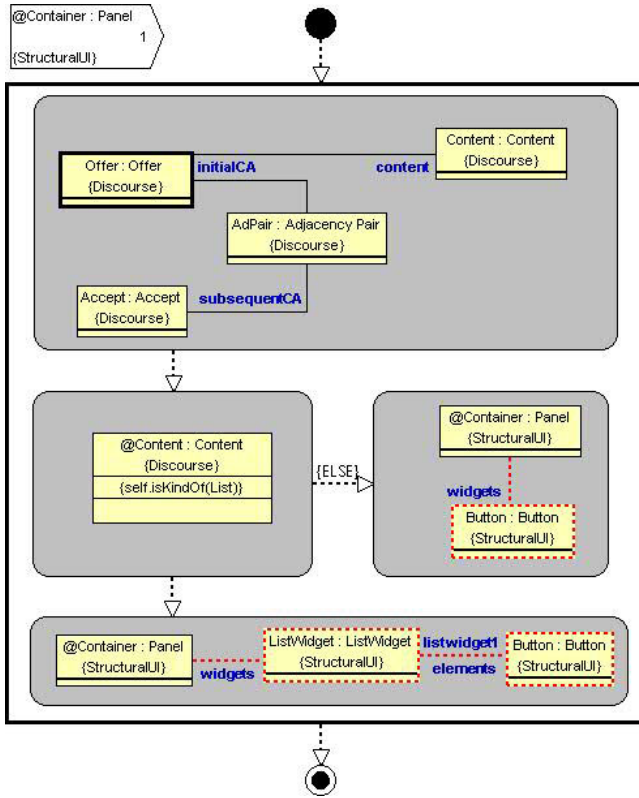 @Container : Panel
1
{StructuralUI}
Offer : Offer
{Discourse}
initialCA
content
Content : Content
{Discourse}
AdPair : Adjacency Pair
{Discourse}
Accept : Accept
{Discourse}
subsequentCA
@Content : Content
{Discourse}
{self.isKindOf(List)}
{ELSE}
@Container : Panel
{StructuralUI}
widgets
Button : Button
{StructuralUI}
@Container : Panel
{StructuralUI}
widgets
ListWidget : ListWidget
{StructuralUI}
listwidget1
elements
Button : Button
{StructuralUI}